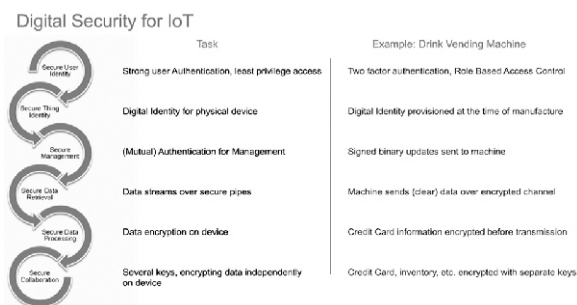 Digital Security for IoT
Task
Example: Drink Vending Machine
Secure User
Identity
Strong user Authentication, least privilege access
Two factor authentication, Role Based Access Control
Secure Thing
Identity
Digital Identity for physical device
Digital Identity provisioned at the time of manufacture
Secure
Management
(Mutual) Authentication for Management
Signed binary updates sent to machine
Secure Data
Retrieval
Data streams over secure pipes
Machine sends (clear) data over encrypted channel
Secure Data
Processing
Data encryption on device
Credit Card information encrypted before transmission
Secure
Collaboration
Several keys, encrypting data independently
on device
Credit Card, inventory, etc. encrypted with separate keys